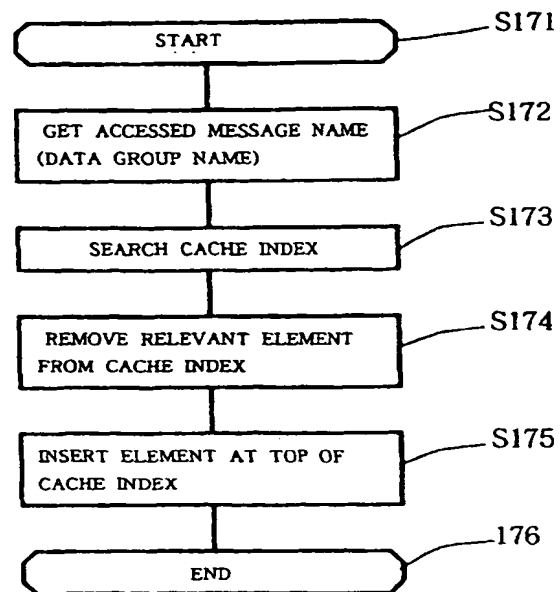 START
S171
GET ACCESSED MESSAGE NAME
(DATA GROUP NAME)
S172
SEARCH CACHE INDEX
S173
REMOVE RELEVANT ELEMENT
FROM CACHE INDEX
S174
INSERT ELEMENT AT TOP OF
CACHE INDEX
S175
END
176